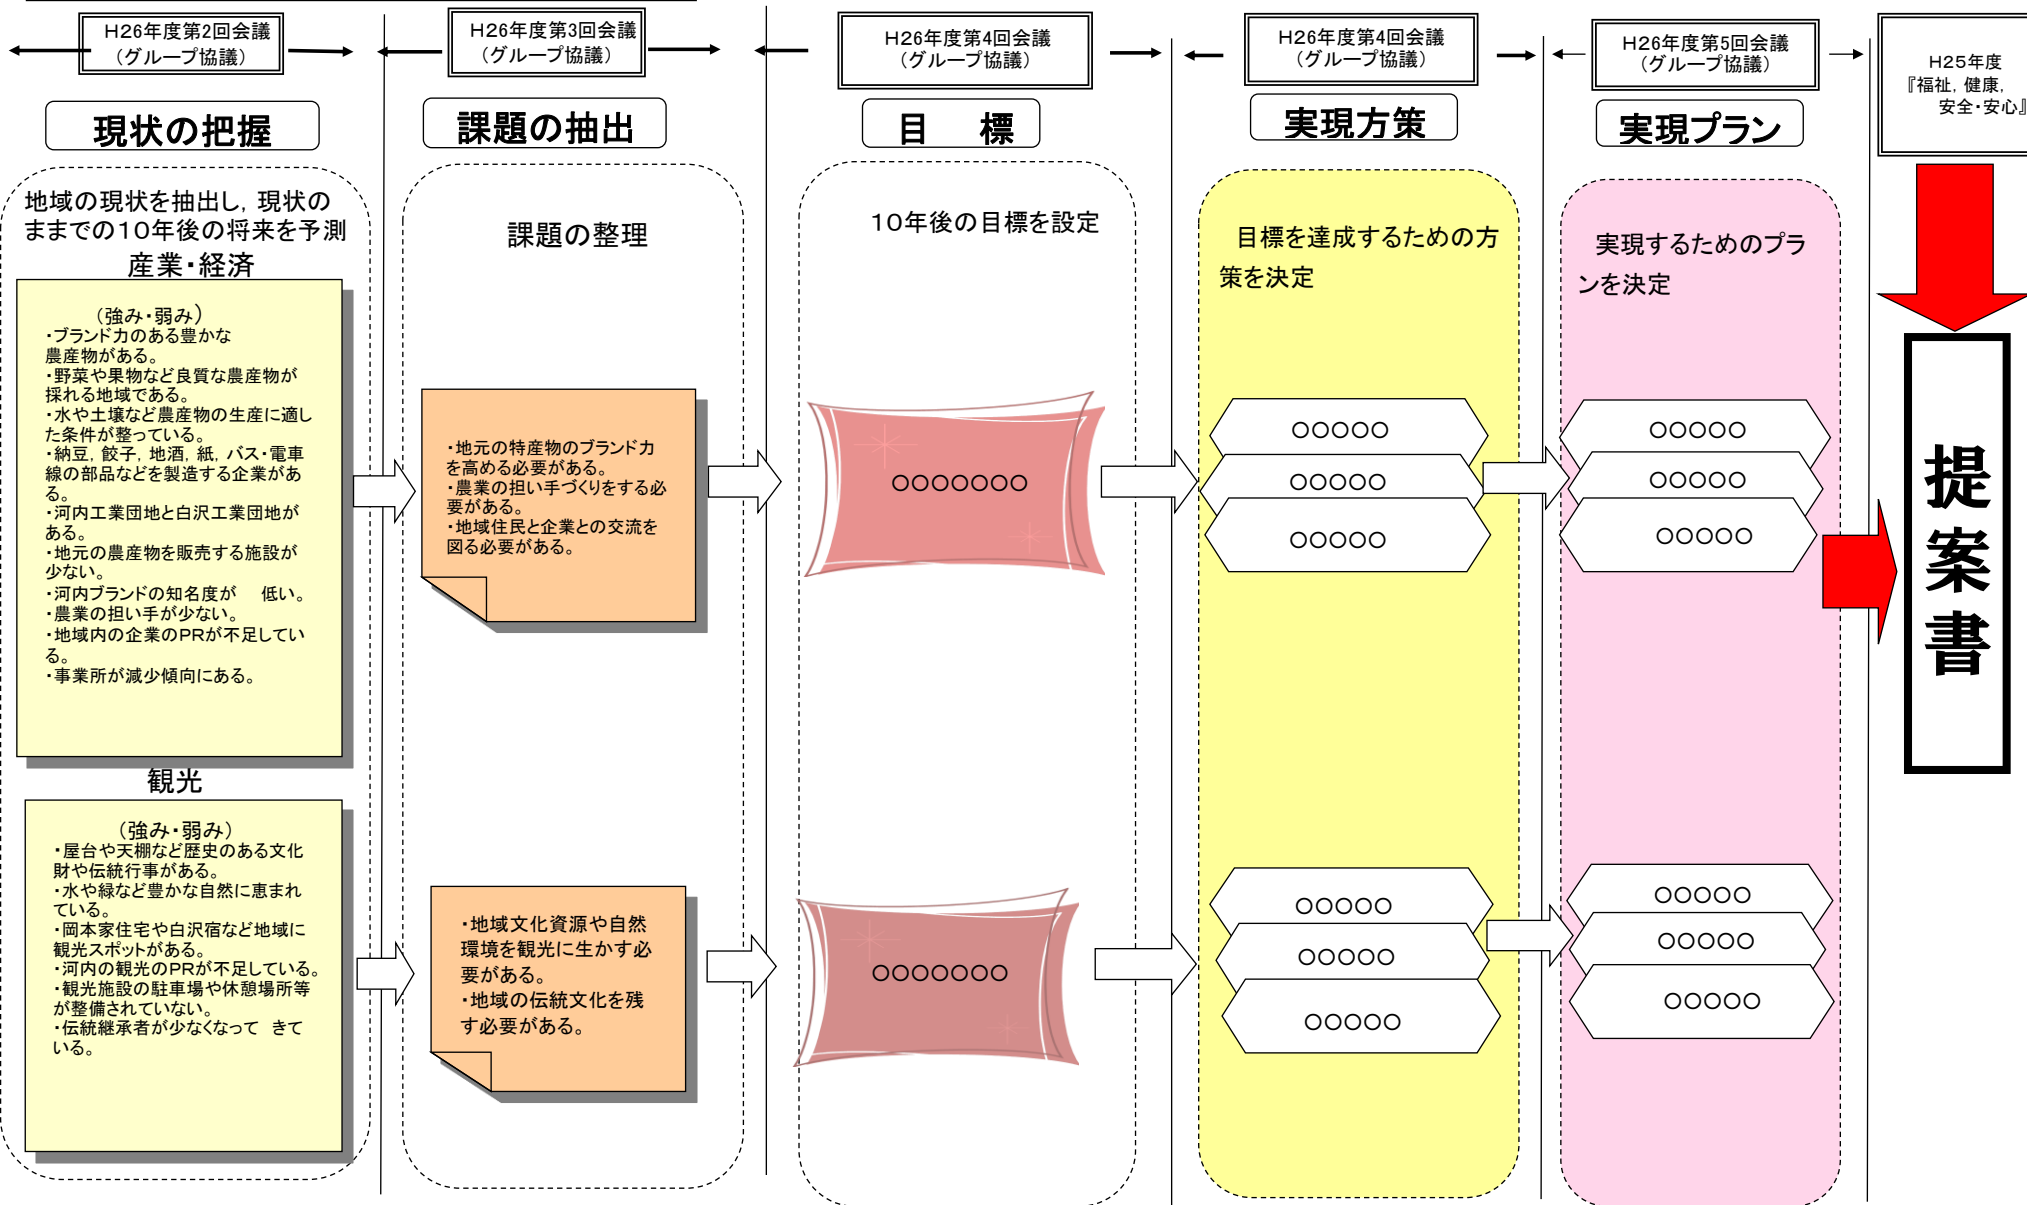 H26年度第2回会議
(グループ協議)
現状の把握
地域の現状を抽出し, 現状の
ままでの10年後の将来を予測
産業・経済
(強み・弱み)
・ブランド力のある豊かな
農産物がある。
・野菜や果物など良質な農産物が
採れる地域である。
・水や土壌など農産物の生産に適し
た条件が整っている。
・納豆, 餃子, 地酒, 紙, バス・電車
線の部品などを製造する企業があ
る。
・河内工業団地と白沢工業団地が
ある。
・地元の農産物を販売する施設が
少ない。
・河内ブランドの知名度が 低い。
・農業の担い手が少ない。
・地域内の企業のPRが不足してい
る。
・事業所が減少傾向にある。
観光
(強み・弱み)
・屋台や天棚など歴史のある文化
財や伝統行事がある。
・水や緑など豊かな自然に恵まれ
ている。
・岡本家住宅や白沢宿など地域に
観光スポットがある。
・河内の観光のPRが不足している。
・観光施設の駐車場や休憩場所等
が整備されていない。
・伝統継承者が少なくなって きて
いる。
H26年度第3回会議
(グループ協議)
課題の抽出
課題の整理
・地元の特産物のブランド力
を高める必要がある。
・農業の担い手づくりをする必
要がある。
・地域住民と企業との交流を
図る必要がある。
・地域文化資源や自然
環境を観光に生かす必
要がある。
・地域の伝統文化を残
す必要がある。
H26年度第4回会議
(グループ協議)
目 標
10年後の目標を設定
○○○○○○○
○○○○○○○
H26年度第4回会議
(グループ協議)
実現方策
目標を達成するための方
策を決定
○○○○○
○○○○○
○○○○○
○○○○○
○○○○○
○○○○○
H26年度第5回会議
(グループ協議)
実現プラン
実現するためのプラ
ンを決定
○○○○○
○○○○○
○○○○○
○○○○○
○○○○○
○○○○○
H25年度
『福祉, 健康,
安全・安心』
提案書